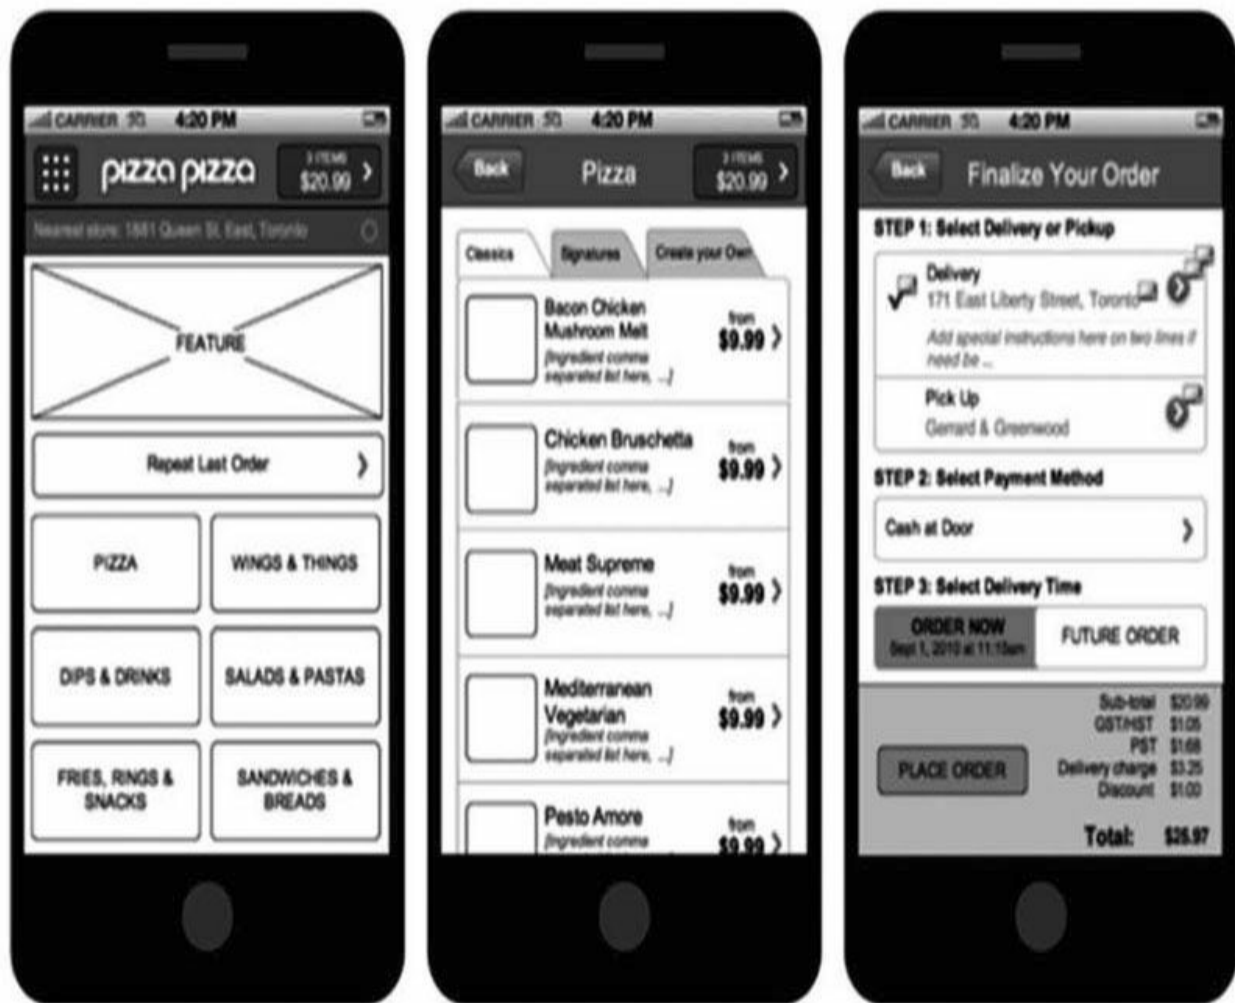 CARRIER 4:20 PM
pizza pizza
3 ITEMS
$20.99
Nearest store: 1881 Queen St, East, Toronto
FEATURE
Repeat Last Order
PIZZA
WINGS & THINGS
DIPS & DRINKS
SALADS & PASTAS
FRIES, RINGS &
SNACKS
SANDWICHES &
BREADS
CARRIER 4:20 PM
Back
Pizza
3 ITEMS
$20.99
Classics
Signatures
Create your Own
Bacon Chicken
Mushroom Melt
[Ingredient comma
separated list here, ...]
from
$9.99
Chicken Bruschetta
[Ingredient comma
separated list here, ...]
from
$9.99
Meat Supreme
[Ingredient comma
separated list here, ...]
from
$9.99
Mediterranean
Vegetarian
[Ingredient comma
separated list here, ...]
from
$9.99
Pesto Amore
[Ingredient comma
from
$9.99
CARRIER 4:20 PM
Back
Finalize Your Order
STEP 1: Select Delivery or Pickup
Delivery
171 East Liberty Street, Toronto
Add special instructions here on two lines if
need be ...
Pick Up
Gerrard & Greenwood
STEP 2: Select Payment Method
Cash at Door
STEP 3: Select Delivery Time
ORDER NOW
Sept 1, 2010 at 11:15am
FUTURE ORDER
PLACE ORDER
Sub-total $20.99
GST/HST $1.05
PST $1.68
Delivery charge $3.25
Discount $1.00
Total: $25.97